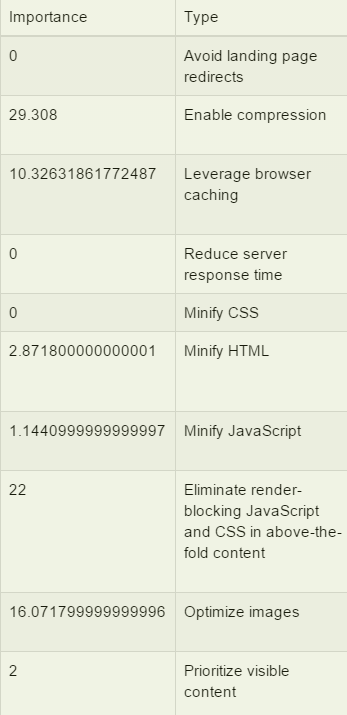 Importance Type
0 Avoid landing page
redirects
29.308 Enable compression
10.32631861772487 Leverage browser
caching
0 Reduce server
response time
0 Minify CSS
2.871800000000001 Minify HTML
1.1440999999999997 Minify JavaScript
22 Eliminate render-
blocking JavaScript
and CSS in above-the-
fold content
16.071799999999996 Optimize images
2 Prioritize visible
content